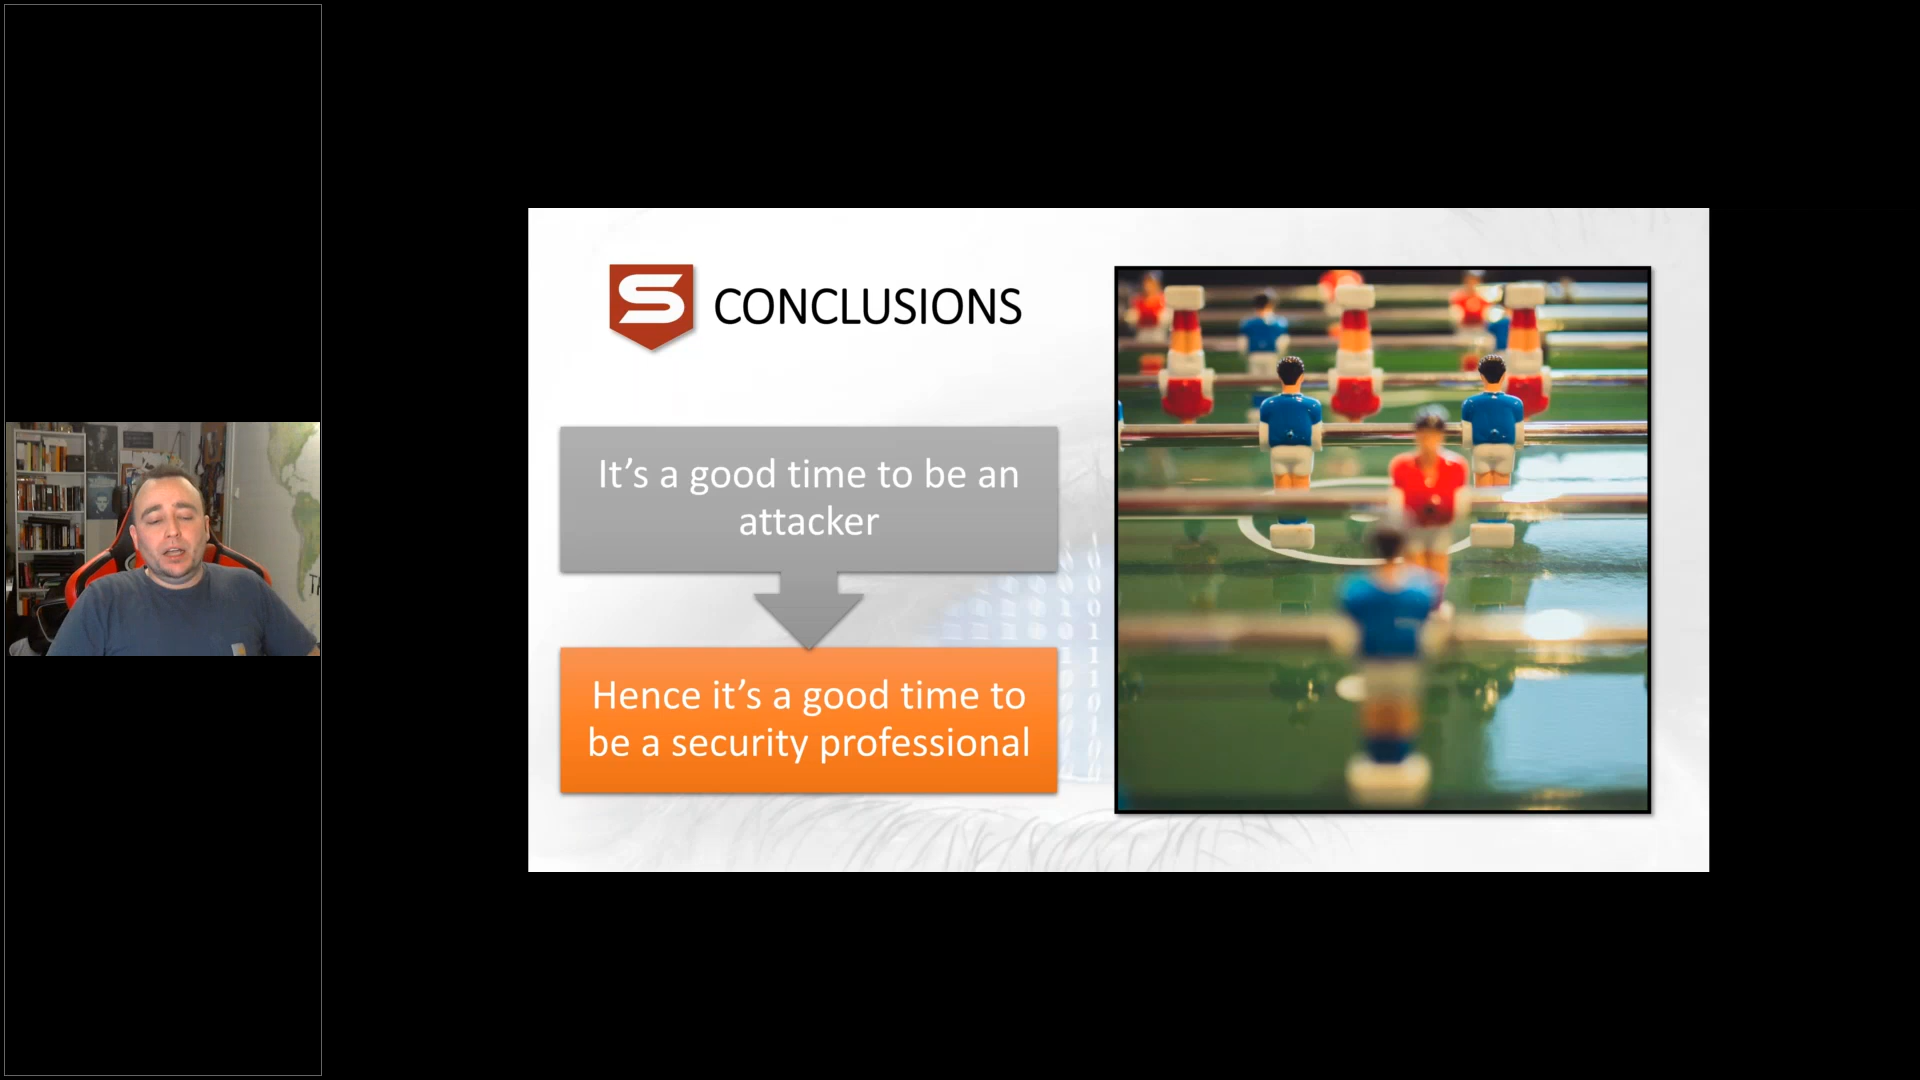 CONCLUSIONS
It’s a good time to be an
attacker
Hence it’s a good time to
be a security professional